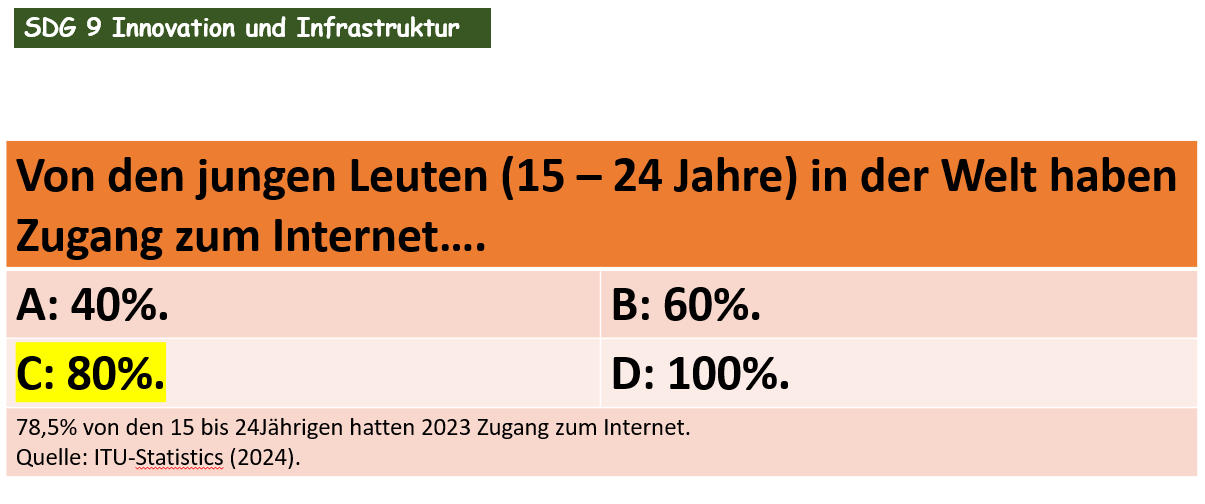 SDG 9 Innovation und Infrastruktur
Von den jungen Leuten (15 – 24 Jahre) in der Welt haben
Zugang zum Internet….
A: 40%.
B: 60%.
C: 80%.
D: 100%.
78,5% von den 15 bis 24Jährigen hatten 2023 Zugang zum Internet.
Quelle: ITU-Statistics (2024).